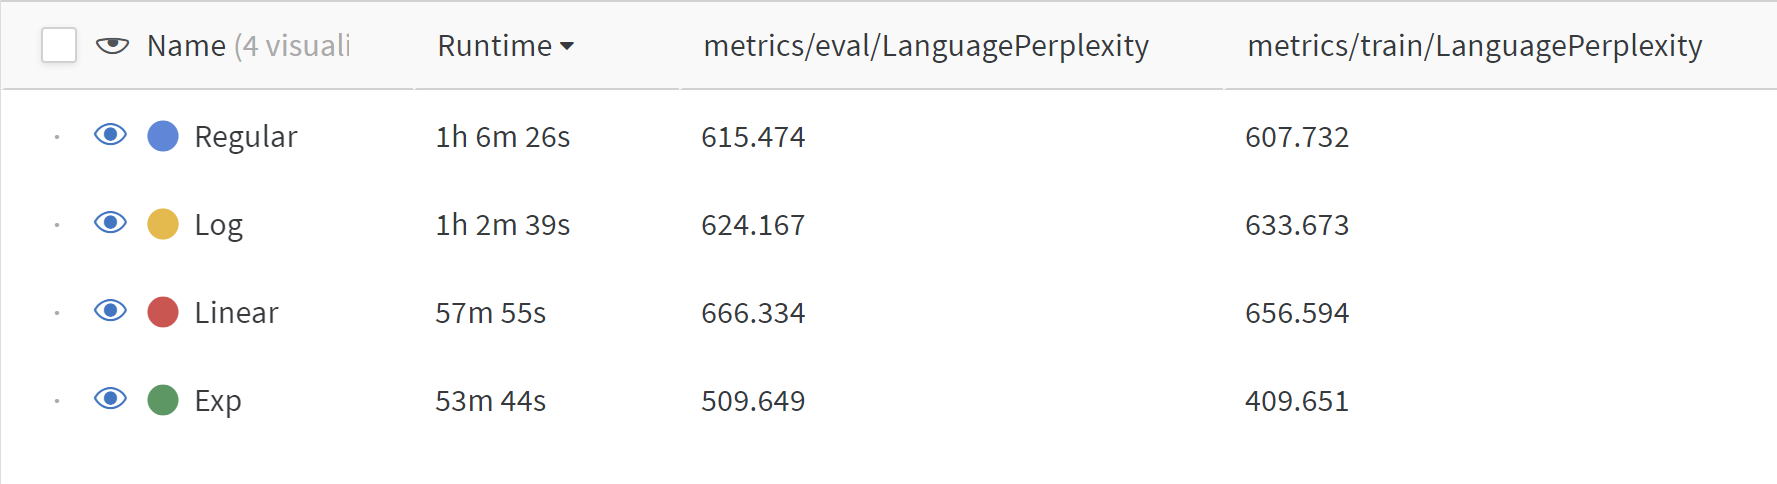 Name (4 visuali Runtime metrics/eval/LanguagePerplexity metrics/train/LanguagePerplexity
Regular 1h 6m 26s 615.474 607.732
Log 1h 2m 39s 624.167 633.673
Linear 57m 55s 666.334 656.594
Exp 53m 44s 509.649 409.651